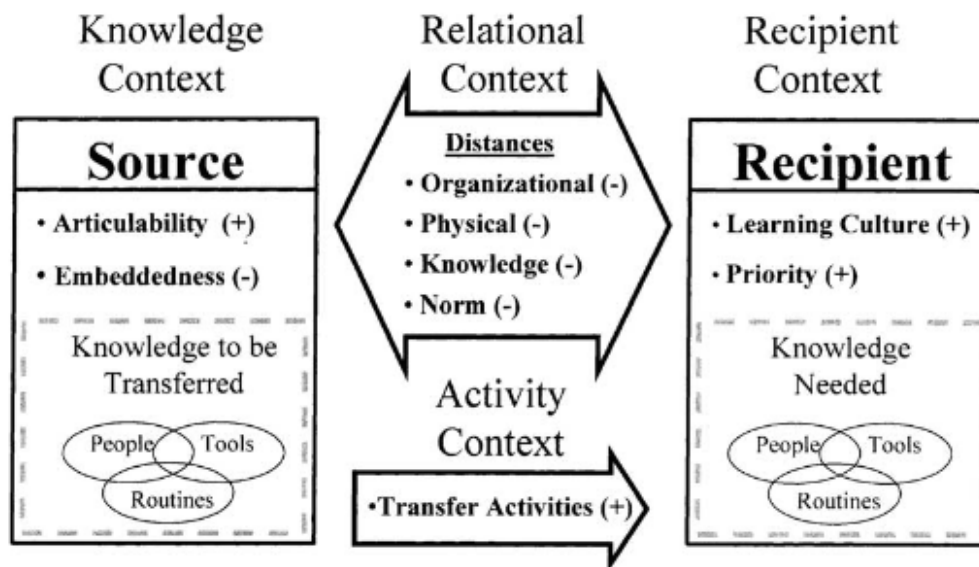 Knowledge
Context
Source
• Articulability (+)
• Embeddedness (-)
Knowledge to be
Transferred
People
Tools
Routines
Relational
Context
Distances
• Organizational (-)
• Physical (-)
• Knowledge (-)
• Norm (-)
Activity
Context
•Transfer Activities (+)
Recipient
Context
Recipient
• Learning Culture (+)
• Priority (+)
Knowledge
Needed
People
Tools
Routines